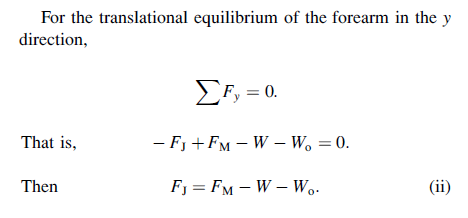 For the translational equilibrium of the forearm in the y
direction,
∑F_y = 0.
That is, − F_J + F_M − W − W_o = 0.
Then F_J = F_M − W − W_o. (ii)